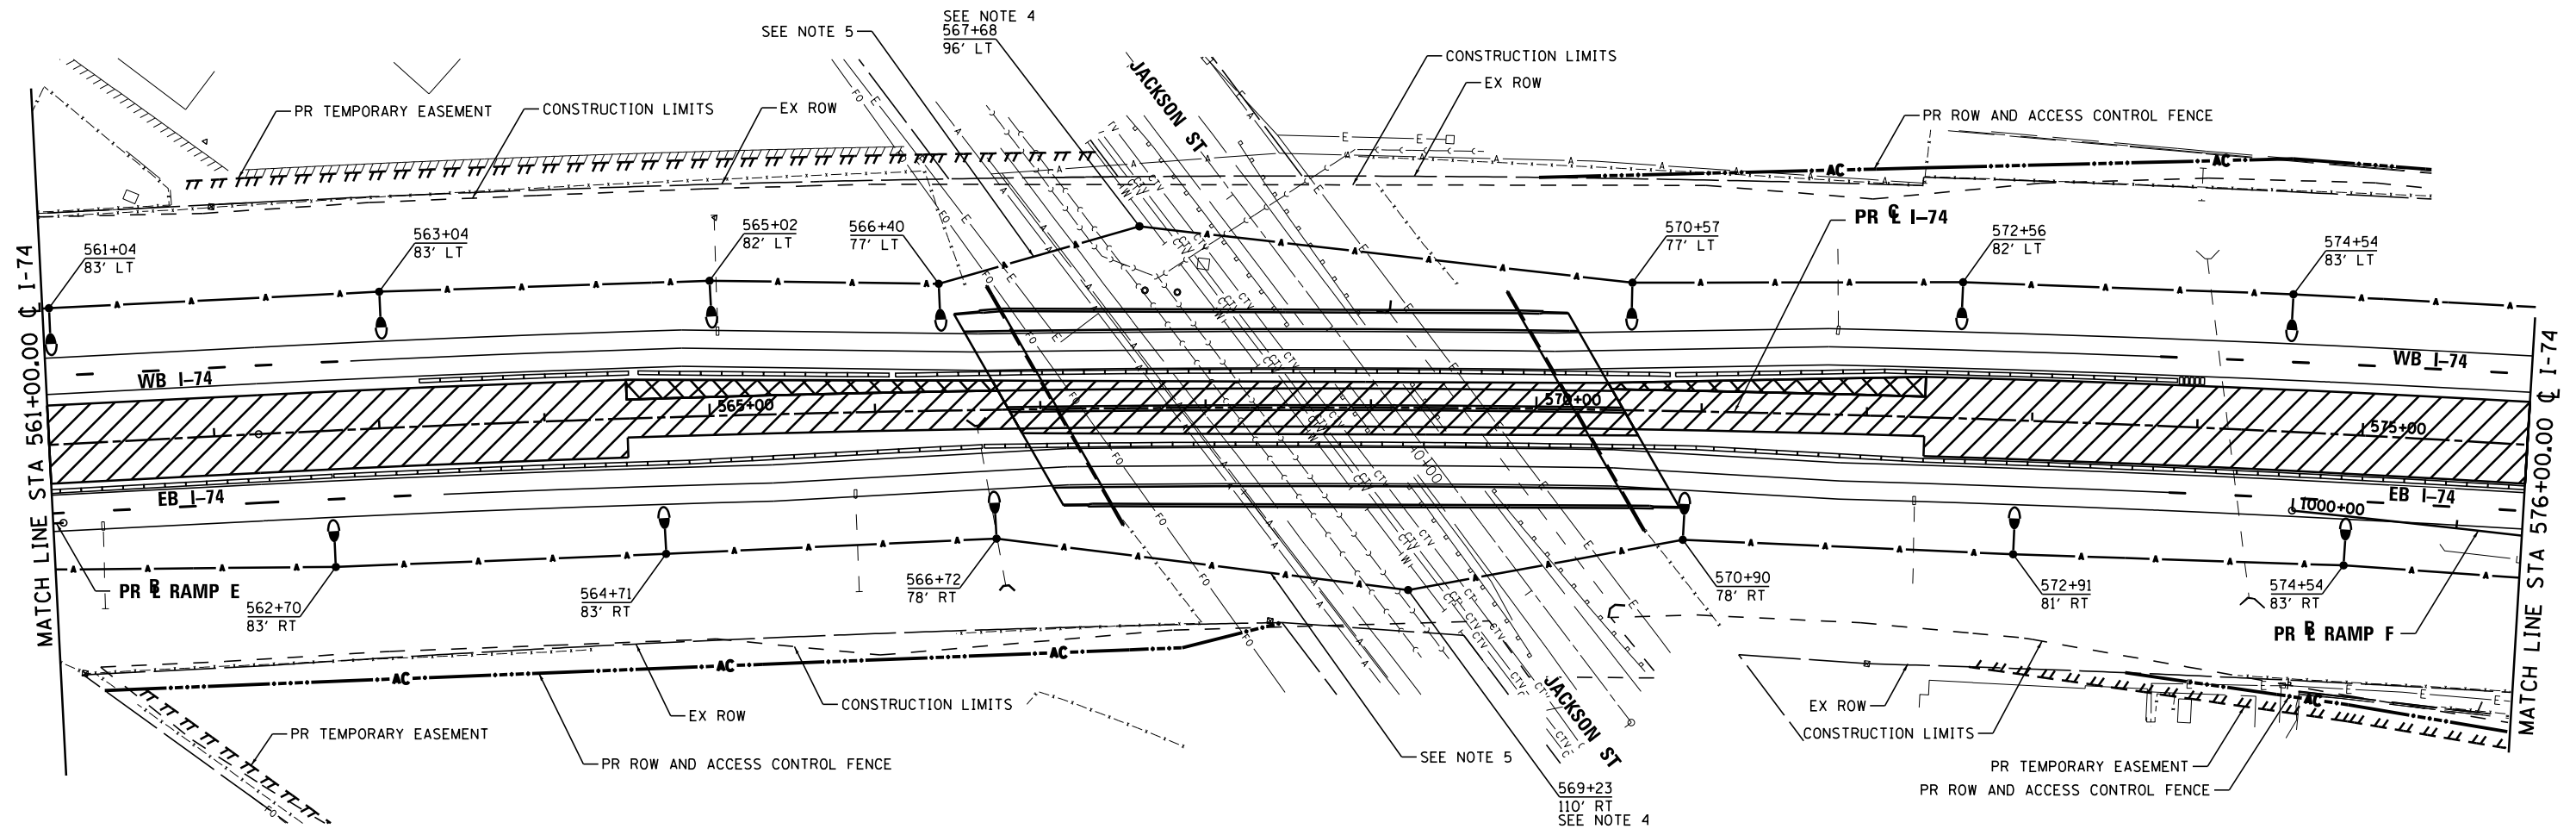 SEE NOTE 4
567+68
96' LT
SEE NOTE 5
JACKSON ST
CONSTRUCTION LIMITS
EX ROW
PR TEMPORARY EASEMENT
CONSTRUCTION LIMITS
EX ROW
PR ROW AND ACCESS CONTROL FENCE
AC
AC
PR ℄ I-74
561+04
83' LT
563+04
83' LT
565+02
82' LT
566+40
77' LT
570+57
77' LT
572+56
82' LT
574+54
83' LT
MATCH LINE STA 561+00.00 ℄ I-74
WB I-74
WB I-74
565+00
570+00
575+00
10+00
EB I-74
EB I-74
1000+00
MATCH LINE STA 576+00.00 ℄ I-74
PR BL RAMP E
562+70
83' RT
564+71
83' RT
566+72
78' RT
570+90
78' RT
572+91
81' RT
574+54
83' RT
PR BL RAMP F
AC
AC
AC
AC
JACKSON ST
EX ROW
CONSTRUCTION LIMITS
PR TEMPORARY EASEMENT
PR ROW AND ACCESS CONTROL FENCE
SEE NOTE 5
EX ROW
CONSTRUCTION LIMITS
PR TEMPORARY EASEMENT
PR ROW AND ACCESS CONTROL FENCE
569+23
110' RT
SEE NOTE 4